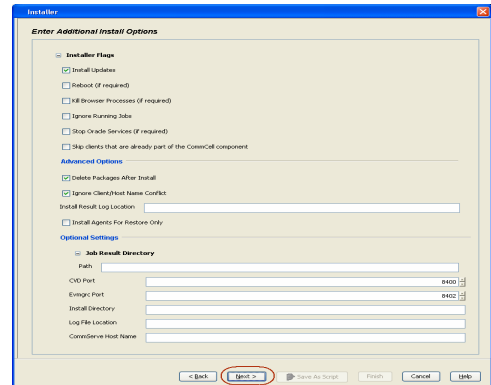 Installer
Enter Additional Install Options
Installer Flags
Install Updates
Reboot (if required)
Kill Browser Processes (if required)
Ignore Running Jobs
Stop Oracle Services (if required)
Skip clients that are already part of the CommCell component
Advanced Options
Delete Packages After Install
Ignore Client/Host Name Conflict
Install Result Log Location
Install Agents For Restore Only
Optional Settings
Job Result Directory
Path
CVD Port 8400
Evmgrc Port 8402
Install Directory
Log File Location
CommServe Host Name
< Back Next > Save As Script Finish Cancel Help